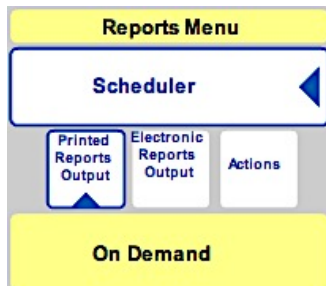 Reports Menu
Scheduler
Printed
Reports
Output
Electronic
Reports
Output
Actions
On Demand